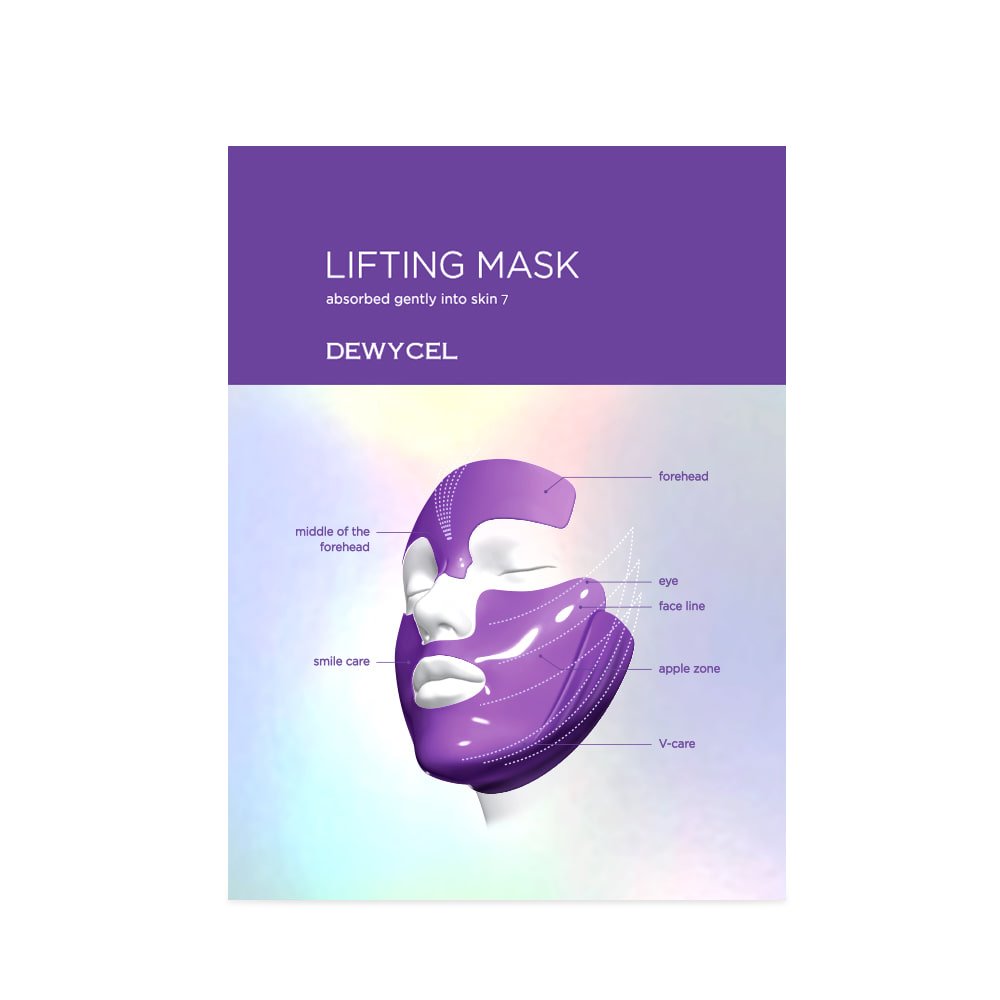 LIFTING MASK
absorbed gently into skin 7
DEWYCEL
forehead
middle of the
forehead
eye
face line
smile care
apple zone
V-care